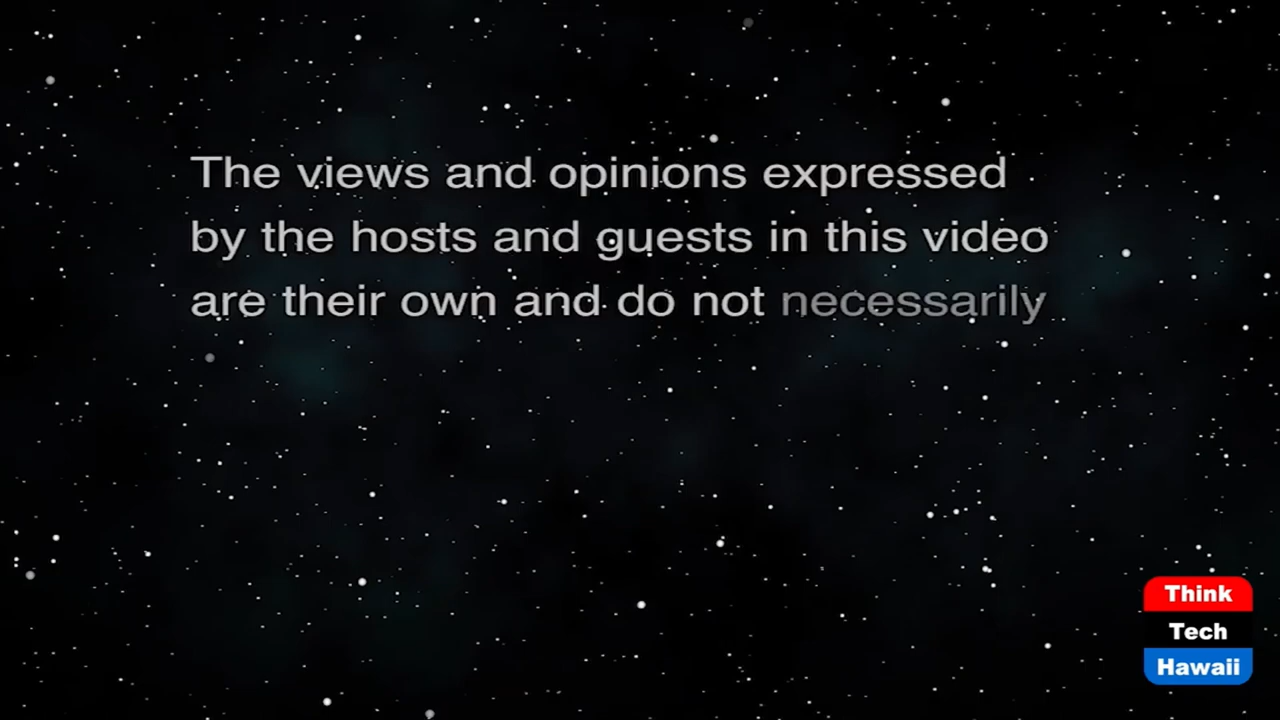 The views and opinions expressed
by the hosts and guests in this video
are their own and do not necessarily
Think
Tech
Hawaii